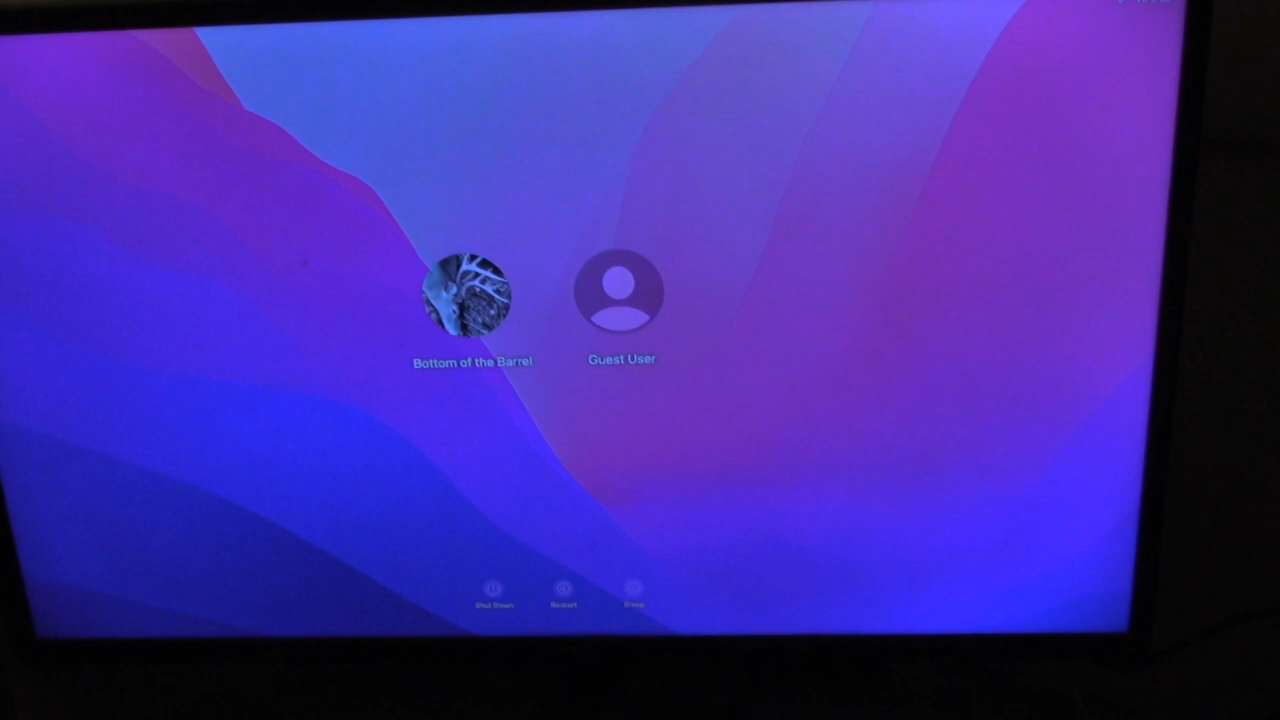 Bottom of the Barrel
Guest User
Shut Down
Restart
Sleep